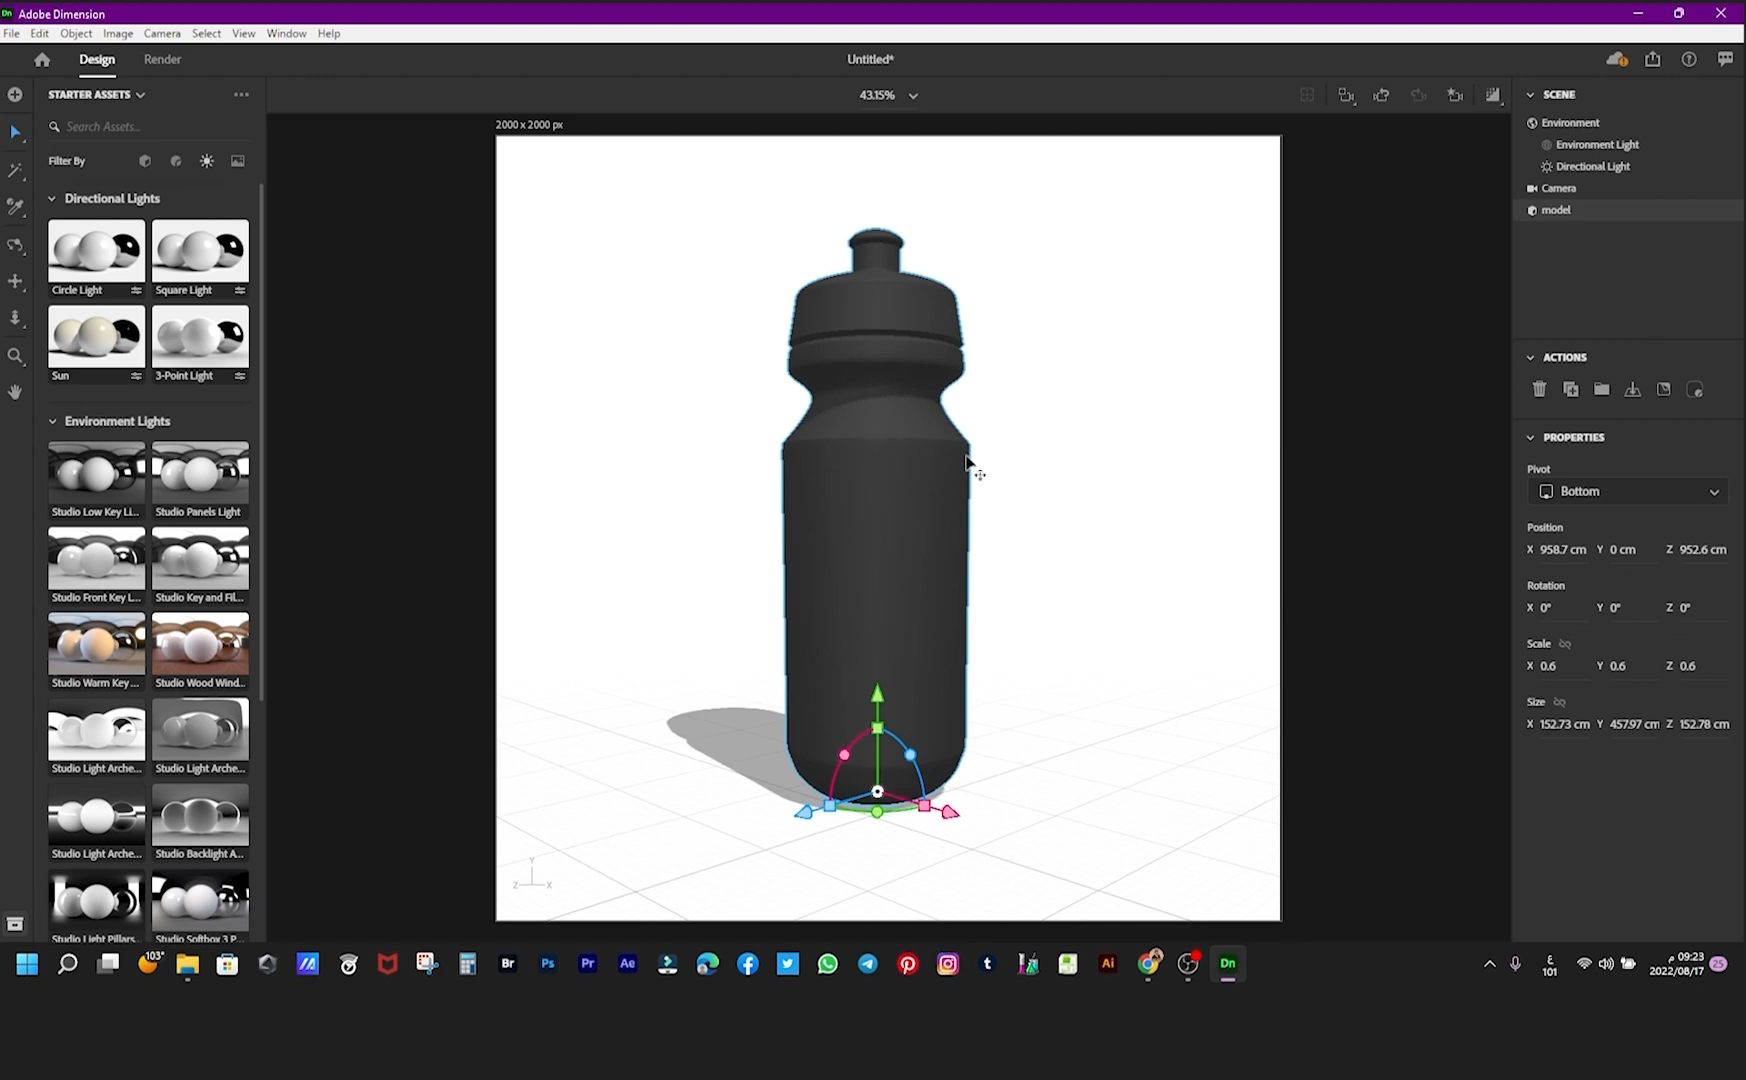 Dn Adobe Dimension
File Edit Object Image Camera Select View Window Help
Design Render Untitled*
STARTER ASSETS
43.15%
Search Assets...
2000 x 2000 px
Filter By
Directional Lights
Circle Light Square Light
Sun 3-Point Light
Environment Lights
Studio Low Key Li... Studio Panels Light
Studio Front Key L... Studio Key and Fil...
Studio Warm Key ... Studio Wood Wind...
Studio Light Arche... Studio Light Arche...
Studio Light Arche... Studio Backlight A...
Studio Light Pillars... Studio Softbox 3 P...
Y
Z X
SCENE
Environment
Environment Light
Directional Light
Camera
model
ACTIONS
PROPERTIES
Pivot
Bottom
Position
X 958.7 cm Y 0 cm Z 952.6 cm
Rotation
X 0° Y 0° Z 0°
Scale
X 0.6 Y 0.6 Z 0.6
Size
X 152.73 cm Y 457.97 cm Z 152.78 cm
103° Br Ps Pr Ae t Ai Dn
ع
101
09:23 م
2022/08/17
25